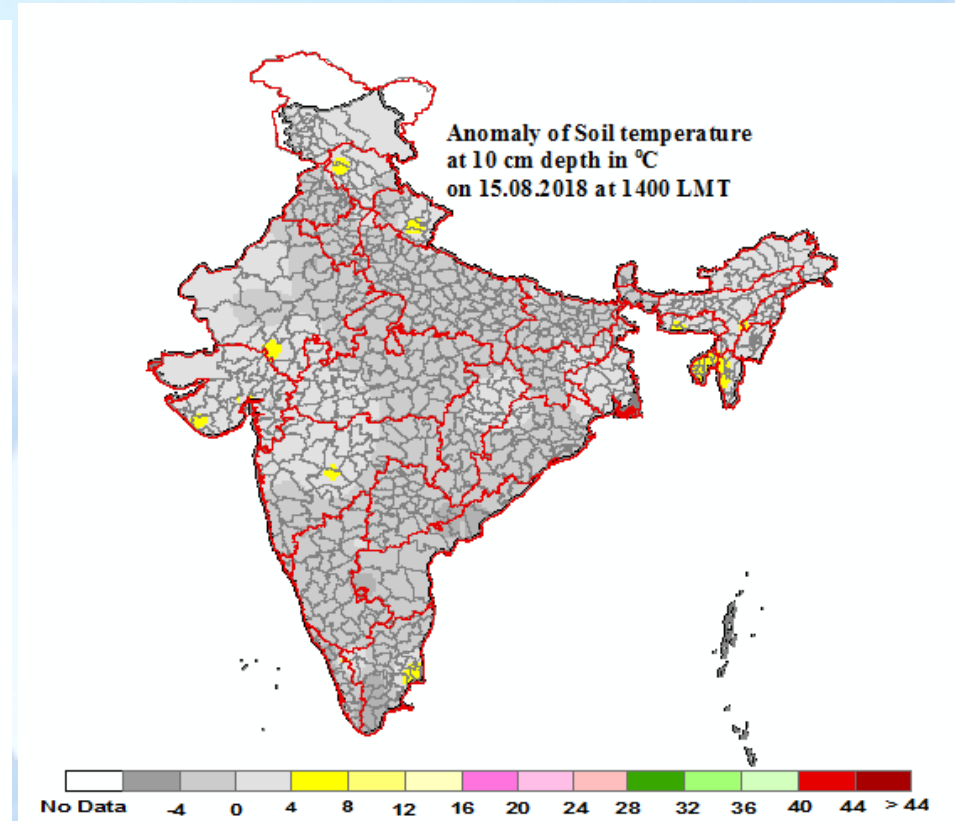 Anomaly of Soil temperature
at 10 cm depth in °C
on 15.08.2018 at 1400 LMT
No Data -4 0 4 8 12 16 20 24 28 32 36 40 44 > 44